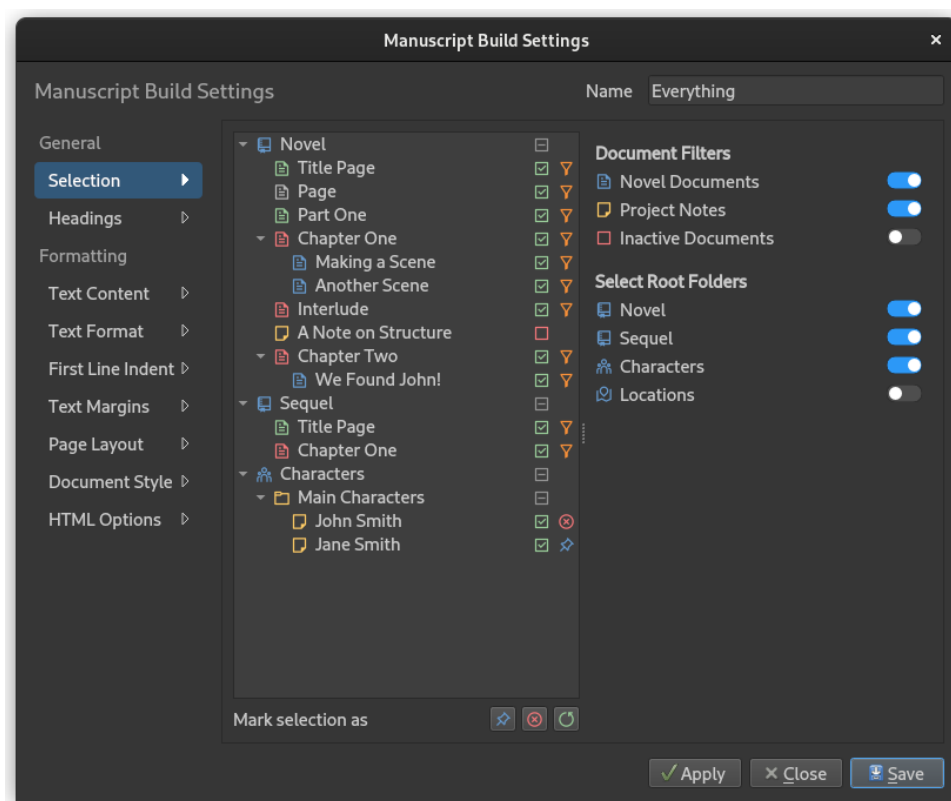 Manuscript Build Settings
Manuscript Build Settings
Name Everything
General
Selection
Headings
Formatting
Text Content
Text Format
First Line Indent
Text Margins
Page Layout
Document Style
HTML Options
Novel
Title Page
Page
Part One
Chapter One
Making a Scene
Another Scene
Interlude
A Note on Structure
Chapter Two
We Found John!
Sequel
Title Page
Chapter One
Characters
Main Characters
John Smith
Jane Smith
Mark selection as
Document Filters
Novel Documents
Project Notes
Inactive Documents
Select Root Folders
Novel
Sequel
Characters
Locations
Apply
Close
Save